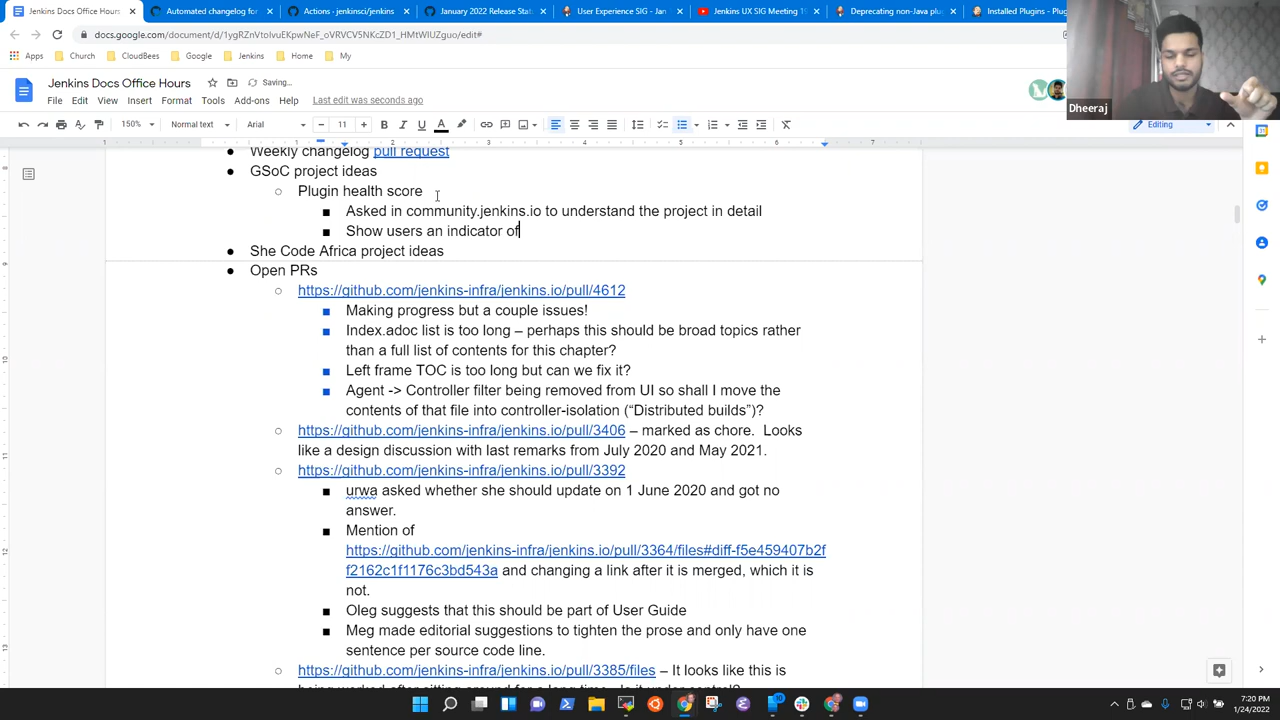 Jenkins Docs Office Hours
Automated changelog for
Actions · jenkinsci/jenkins
January 2022 Release Stat
User Experience SIG - Jan
Jenkins UX SIG Meeting 19
Deprecating non-Java plu
Installed Plugins - Plu
docs.google.com/document/d/1ygRZnVtoIvuEKpwNeF_oVRVCV5NKcZD1_HMtWIUZguo/edit#
Apps Church CloudBees Google Jenkins Home My
Dheeraj
Jenkins Docs Office Hours Saving...
File Edit View Insert Format Tools Add-ons Help Last edit was seconds ago
150% Normal text Arial 11 Editing
1 1 2 3 4 5 6 7
Weekly changelog pull request
GSoC project ideas
Plugin health score
Asked in community.jenkins.io to understand the project in detail
Show users an indicator of
She Code Africa project ideas
Open PRs
https://github.com/jenkins-infra/jenkins.io/pull/4612
Making progress but a couple issues!
Index.adoc list is too long – perhaps this should be broad topics rather
than a full list of contents for this chapter?
Left frame TOC is too long but can we fix it?
Agent -> Controller filter being removed from UI so shall I move the
contents of that file into controller-isolation (“Distributed builds”)?
https://github.com/jenkins-infra/jenkins.io/pull/3406 – marked as chore. Looks
like a design discussion with last remarks from July 2020 and May 2021.
https://github.com/jenkins-infra/jenkins.io/pull/3392
urwa asked whether she should update on 1 June 2020 and got no
answer.
Mention of
https://github.com/jenkins-infra/jenkins.io/pull/3364/files#diff-f5e459407b2f
f2162c1f1176c3bd543a and changing a link after it is merged, which it is
not.
Oleg suggests that this should be part of User Guide
Meg made editorial suggestions to tighten the prose and only have one
sentence per source code line.
https://github.com/jenkins-infra/jenkins.io/pull/3385/files – It looks like this is
7:20 PM
1/24/2022